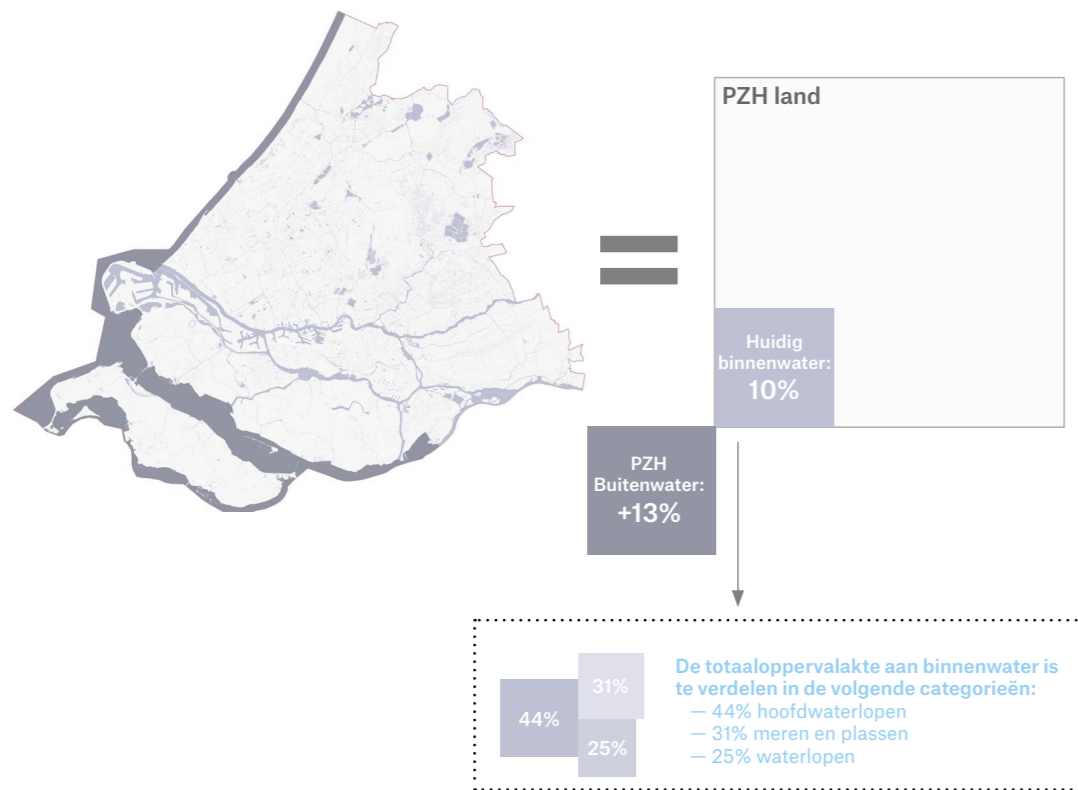 PZH land
Huidig
binnenwater:
10%
PZH
Buitenwater:
+13%
44%
31%
25%
De totaaloppervalakte aan binnenwater is
te verdelen in de volgende categorieën:
— 44% hoofdwaterlopen
— 31% meren en plassen
— 25% waterlopen